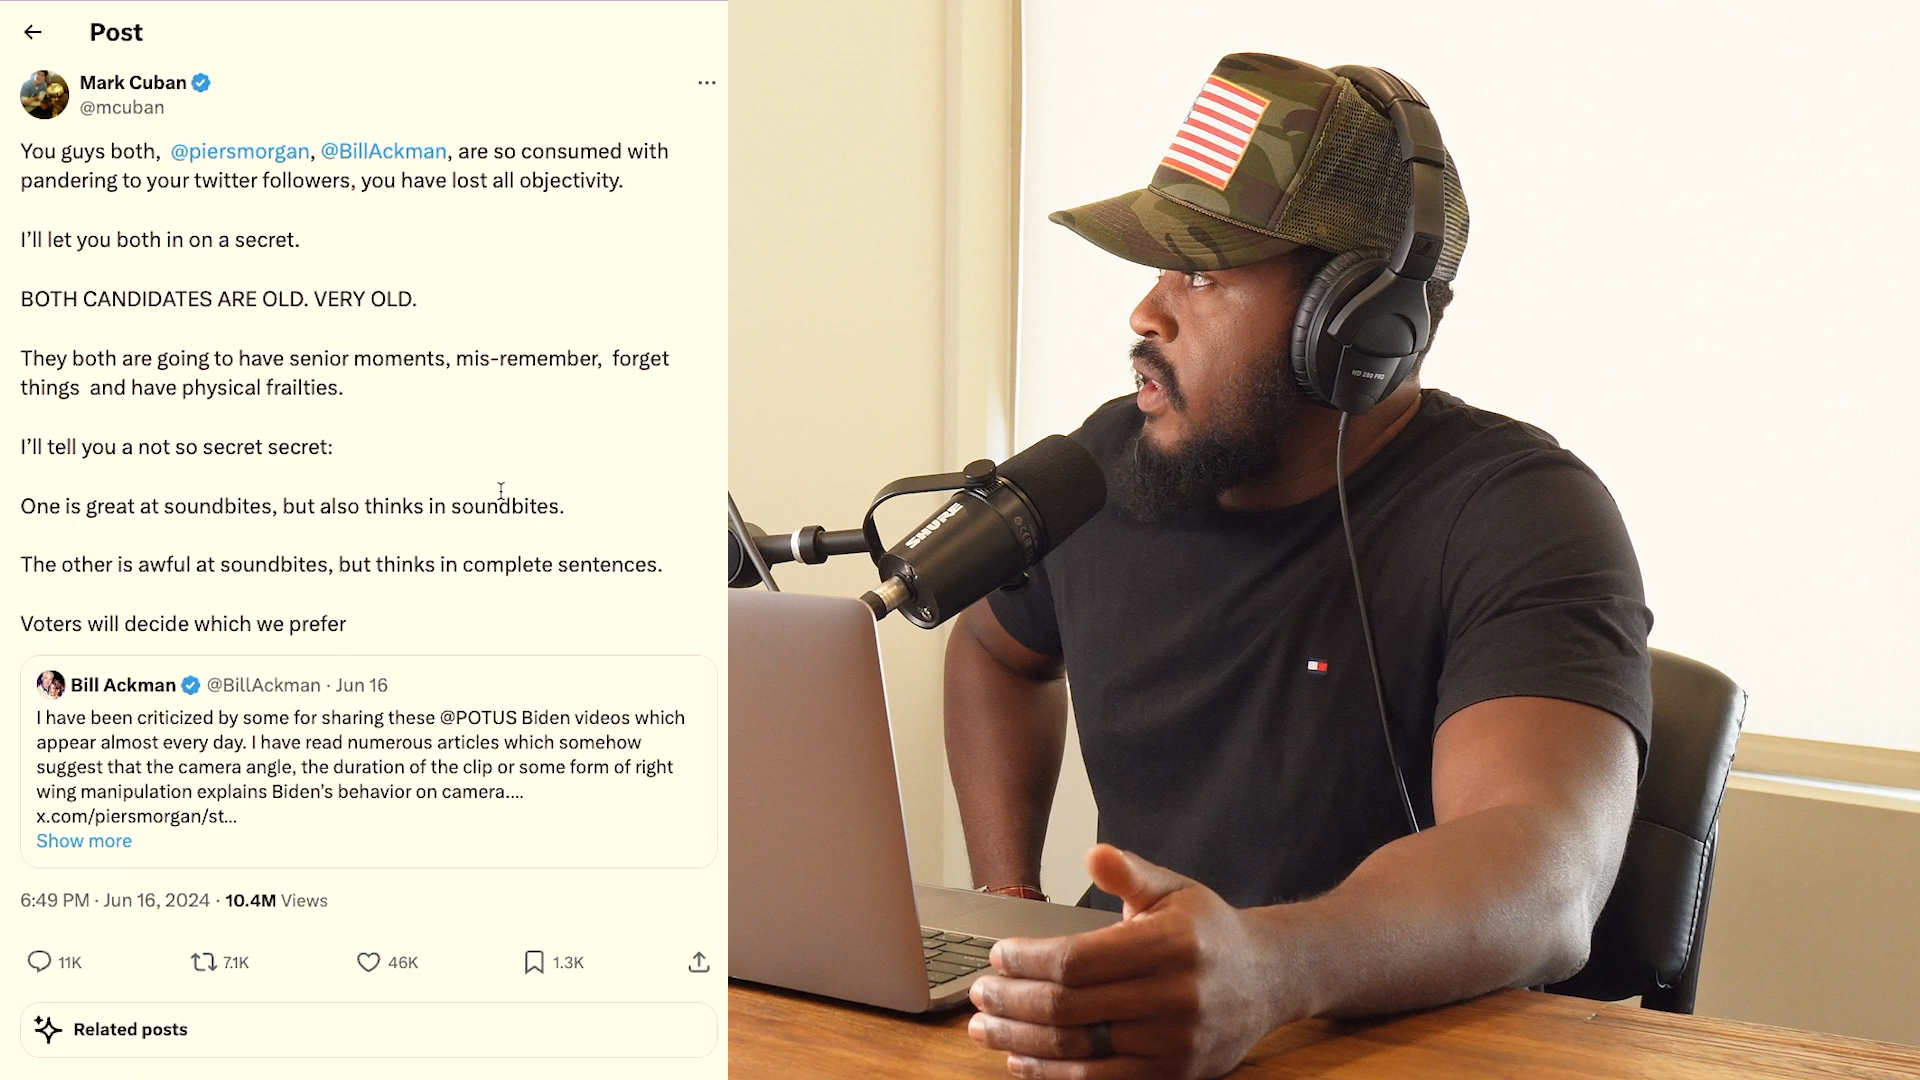 Post
Mark Cuban
@mcuban
You guys both, @piersmorgan, @BillAckman, are so consumed with
pandering to your twitter followers, you have lost all objectivity.
I'll let you both in on a secret.
BOTH CANDIDATES ARE OLD. VERY OLD.
They both are going to have senior moments, mis-remember, forget
things and have physical frailties.
I'll tell you a not so secret secret:
One is great at soundbites, but also thinks in soundbites.
The other is awful at soundbites, but thinks in complete sentences.
Voters will decide which we prefer
Bill Ackman @BillAckman · Jun 16
I have been criticized by some for sharing these @POTUS Biden videos which
appear almost every day. I have read numerous articles which somehow
suggest that the camera angle, the duration of the clip or some form of right
wing manipulation explains Biden's behavior on camera....
x.com/piersmorgan/st...
Show more
6:49 PM · Jun 16, 2024 · 10.4M Views
11K 7.1K 46K 1.3K
Related posts
SHURE
HD 280 PRO